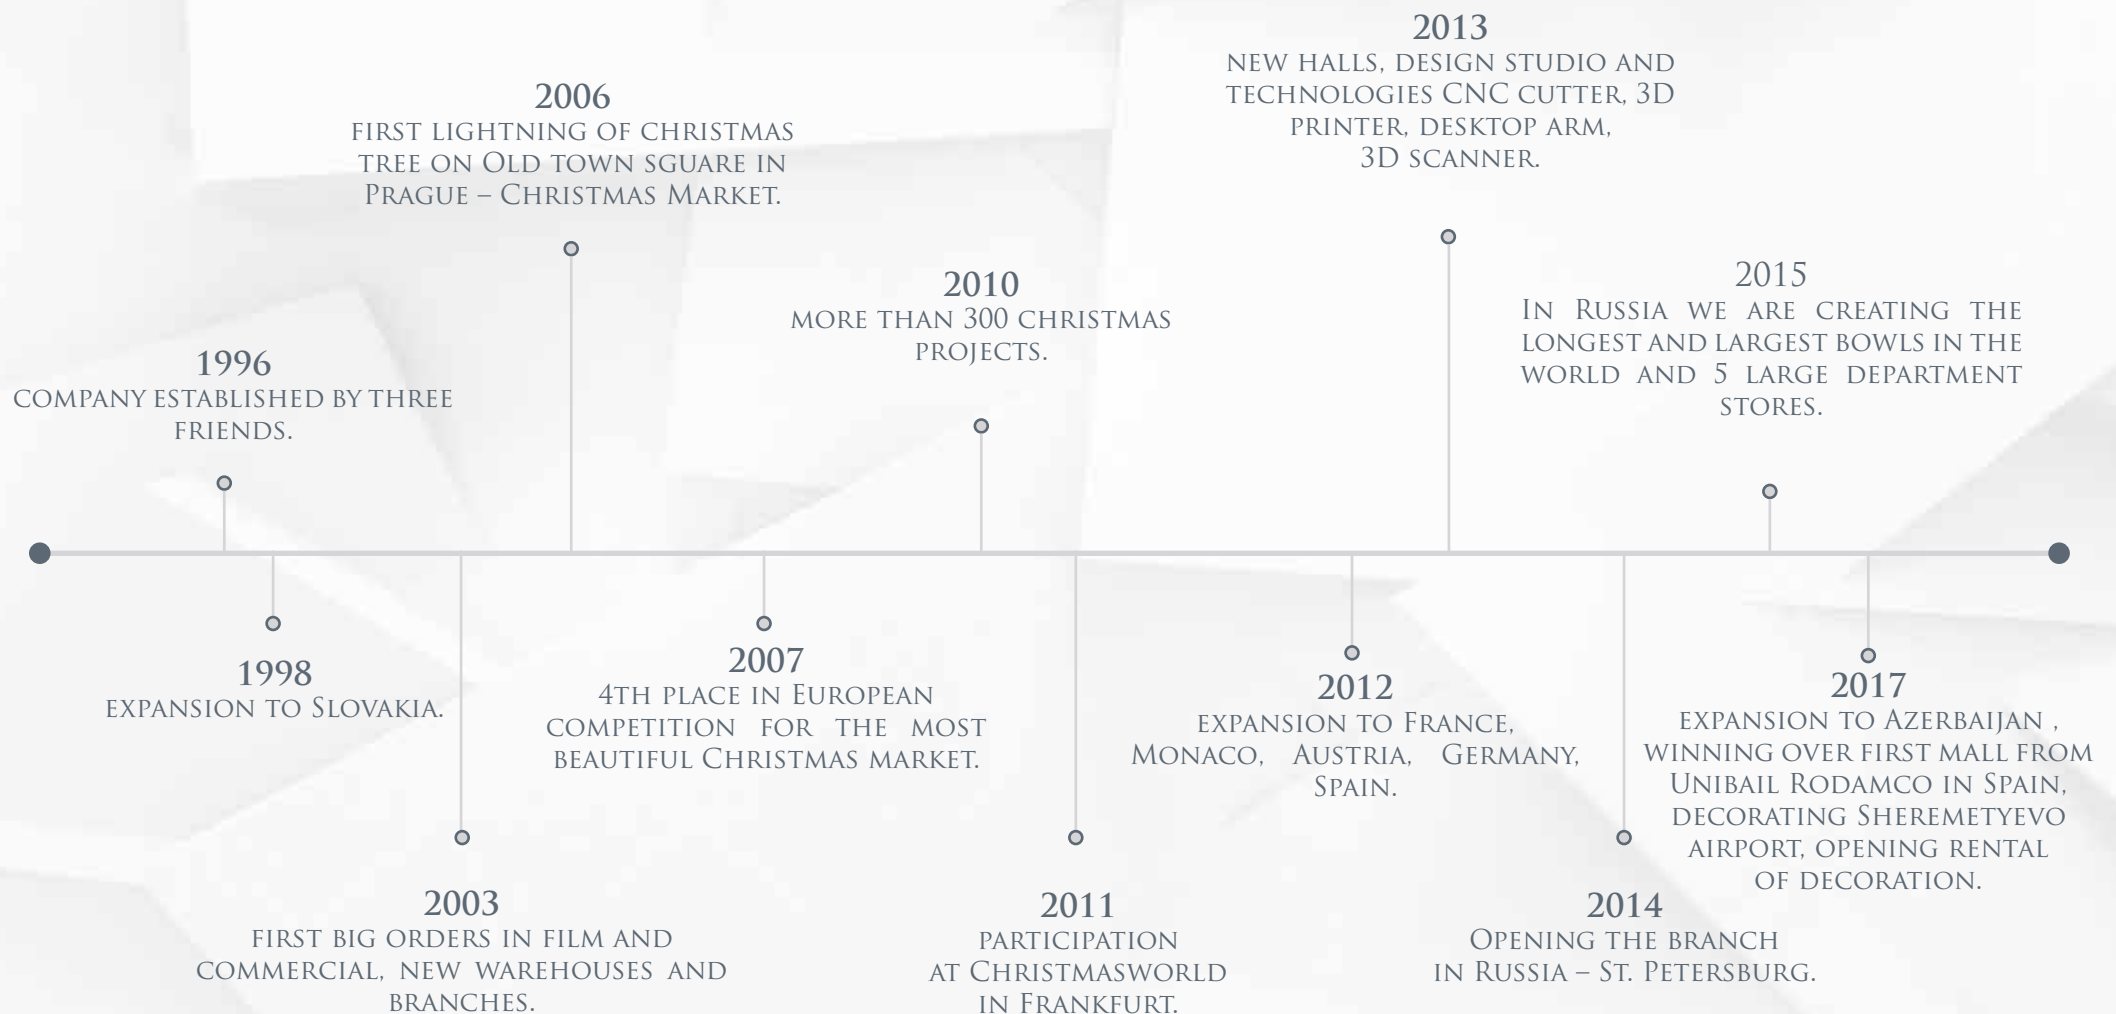 1996
COMPANY ESTABLISHED BY THREE
FRIENDS.
1998
EXPANSION TO SLOVAKIA.
2003
FIRST BIG ORDERS IN FILM AND
COMMERCIAL, NEW WAREHOUSES AND
BRANCHES.
2006
FIRST LIGHTNING OF CHRISTMAS
TREE ON OLD TOWN SGUARE IN
PRAGUE – CHRISTMAS MARKET.
2007
4TH PLACE IN EUROPEAN
COMPETITION FOR THE MOST
BEAUTIFUL CHRISTMAS MARKET.
2010
MORE THAN 300 CHRISTMAS
PROJECTS.
2011
PARTICIPATION
AT CHRISTMASWORLD
IN FRANKFURT.
2012
EXPANSION TO FRANCE,
MONACO, AUSTRIA, GERMANY,
SPAIN.
2013
NEW HALLS, DESIGN STUDIO AND
TECHNOLOGIES CNC CUTTER, 3D
PRINTER, DESKTOP ARM,
3D SCANNER.
2014
OPENING THE BRANCH
IN RUSSIA – ST. PETERSBURG.
2015
IN RUSSIA WE ARE CREATING THE
LONGEST AND LARGEST BOWLS IN THE
WORLD AND 5 LARGE DEPARTMENT
STORES.
2017
EXPANSION TO AZERBAIJAN ,
WINNING OVER FIRST MALL FROM
UNIBAIL RODAMCO IN SPAIN,
DECORATING SHEREMETYEVO
AIRPORT, OPENING RENTAL
OF DECORATION.